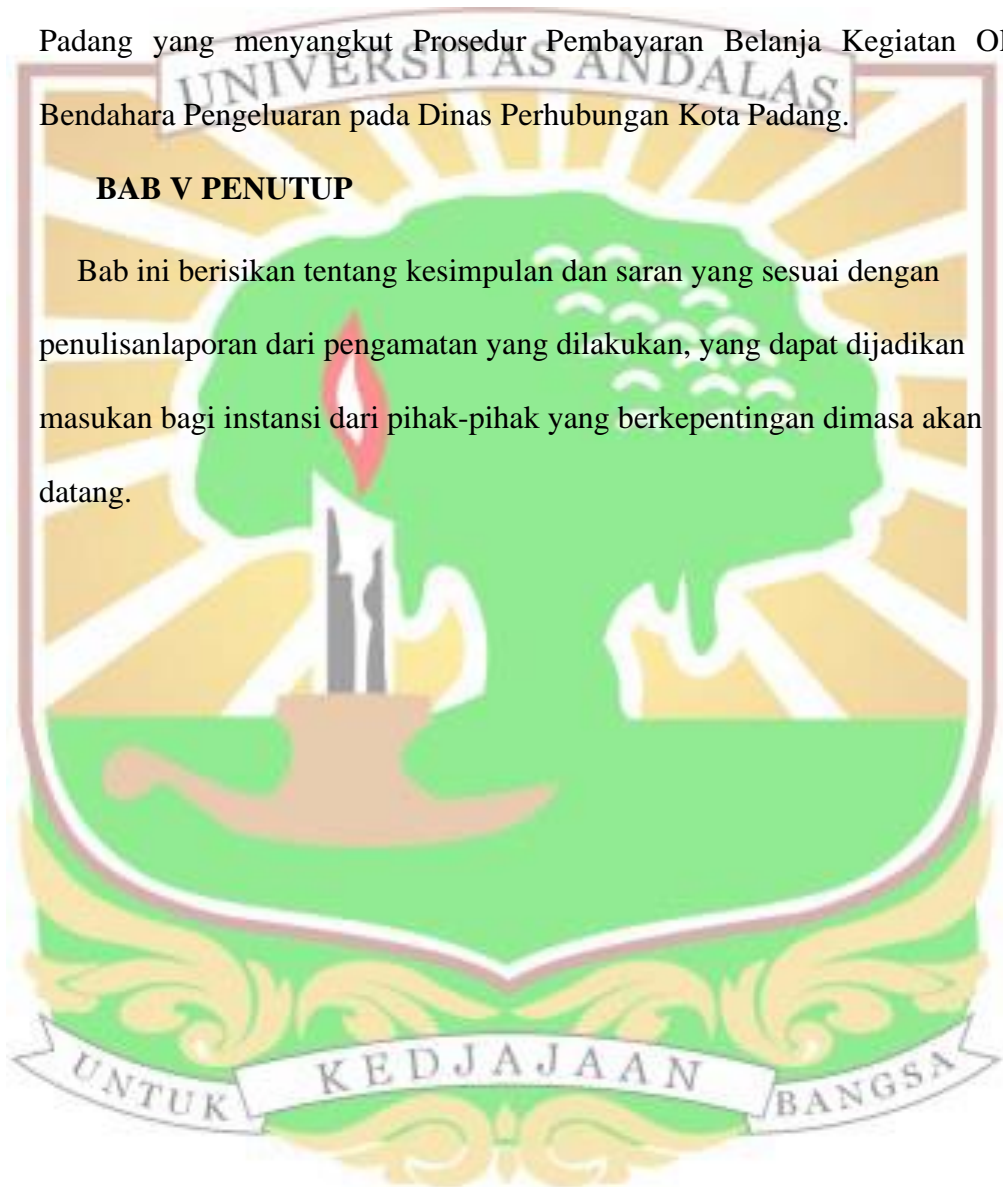 Padang yang menyangkut Prosedur Pembayaran Belanja Kegiatan
UNIVERSITAS ANDALAS
Bendahara Pengeluaran pada Dinas Perhubungan Kota Padang.
BAB V PENUTUP
Bab ini berisikan tentang kesimpulan dan saran yang sesuai dengan
penulisanlaporan dari pengamatan yang dilakukan, yang dapat dijadikan
masukan bagi instansi dari pihak-pihak yang berkepentingan dimasa akan
datang.
UNTUK KEDJAJAAN BANGSA